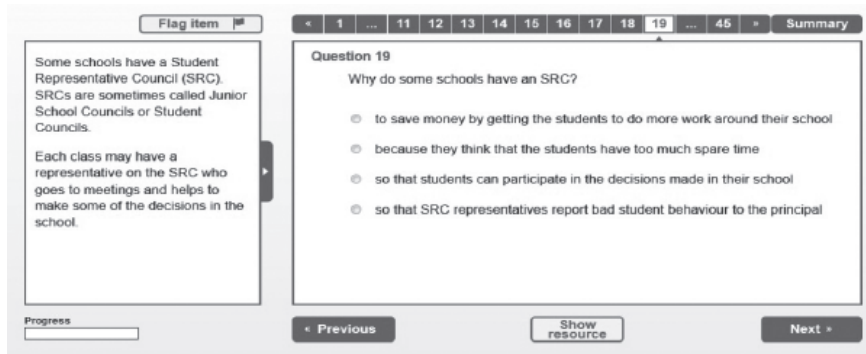 Flag item
« 1 ... 11 12 13 14 15 16 17 18 19 ... 45 » Summary
Some schools have a Student
Representative Council (SRC).
SRCs are sometimes called Junior
School Councils or Student
Councils.
Each class may have a
representative on the SRC who
goes to meetings and helps to
make some of the decisions in the
school.
Question 19
Why do some schools have an SRC?
to save money by getting the students to do more work around their school
because they think that the students have too much spare time
so that students can participate in the decisions made in their school
so that SRC representatives report bad student behaviour to the principal
Progress
« Previous
Show
resource
Next »